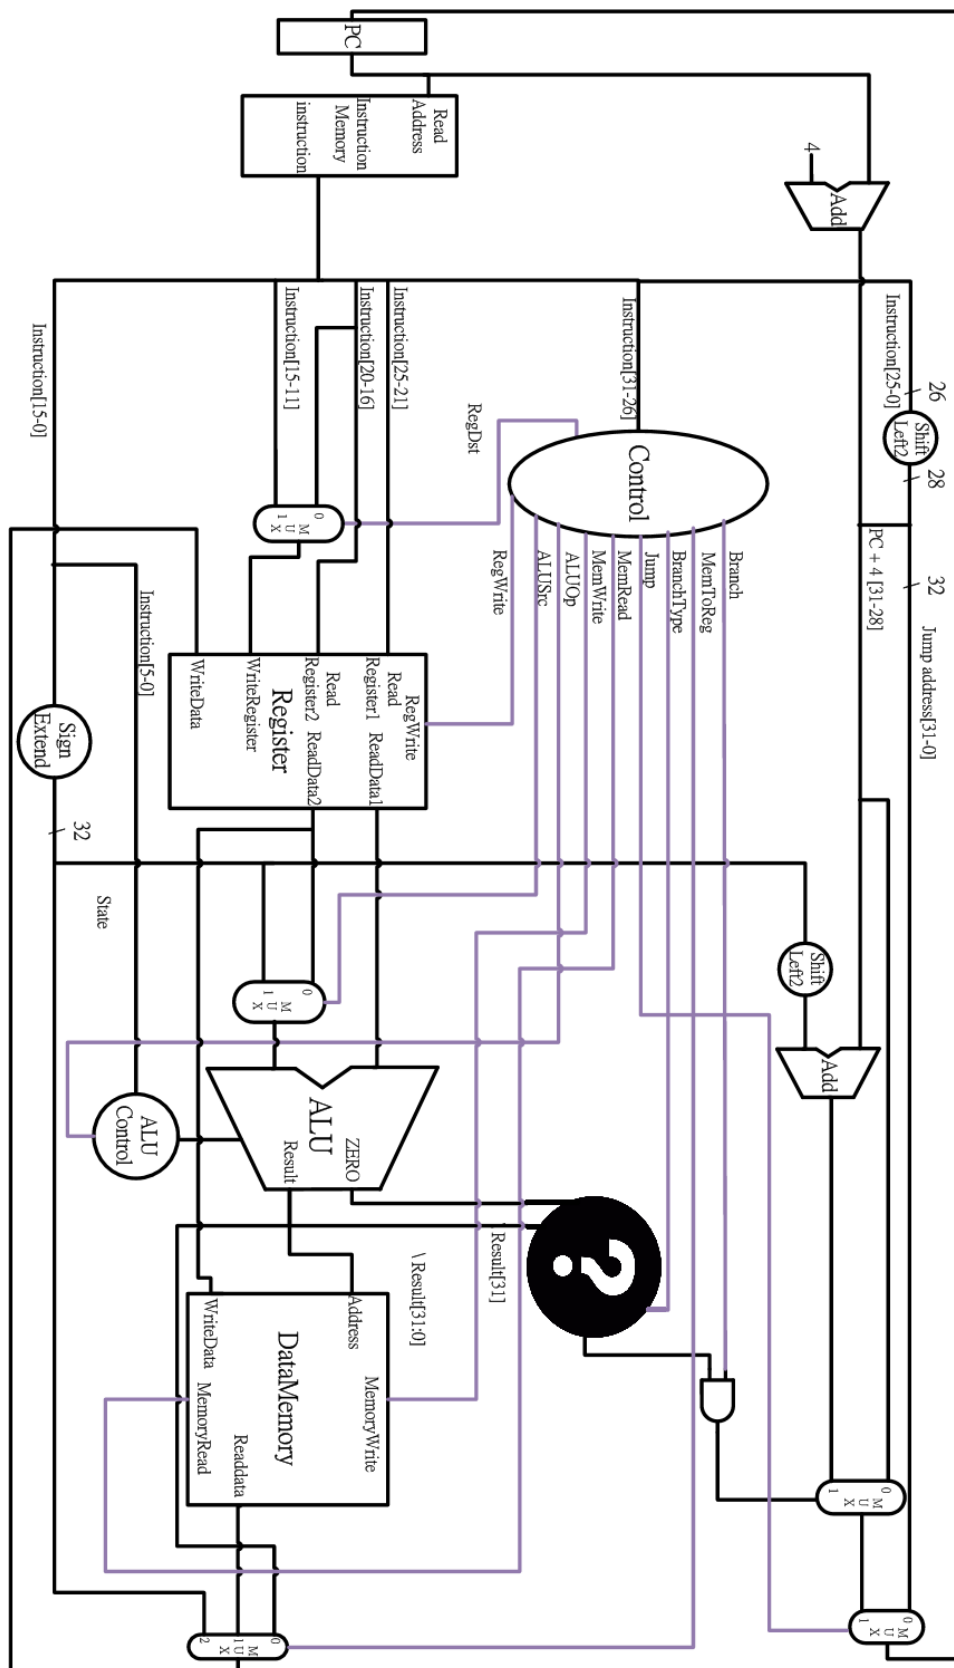 PC
Read
Address
Instruction
Memory
instruction
4
Add
Instruction[25-0]
26
Shift
Left2
28
PC + 4 [31-28]
32
Jump address[31-0]
Instruction[31-26]
Instruction[25-21]
Instruction[20-16]
Instruction[15-11]
Instruction[15-0]
Instruction[5-0]
Control
RegDst
Branch
MemToReg
BranchType
Jump
MemRead
MemWrite
ALUOp
ALUSrc
RegWrite
0
M
U
X
1
RegWrite
Read
Register1
ReadData1
Read
Register2
ReadData2
WriteRegister
WriteData
Register
Sign
Extend
32
State
0
M
U
X
1
Shift
Left2
Add
ALU
ZERO
Result
ALU
Control
?
Result[31]
\ Result[31:0]
Address
WriteData
DataMemory
MemoryWrite
MemoryRead
Readdata
0
M
U
X
1
0
M
U
X
1
0
M
1 U
X
2